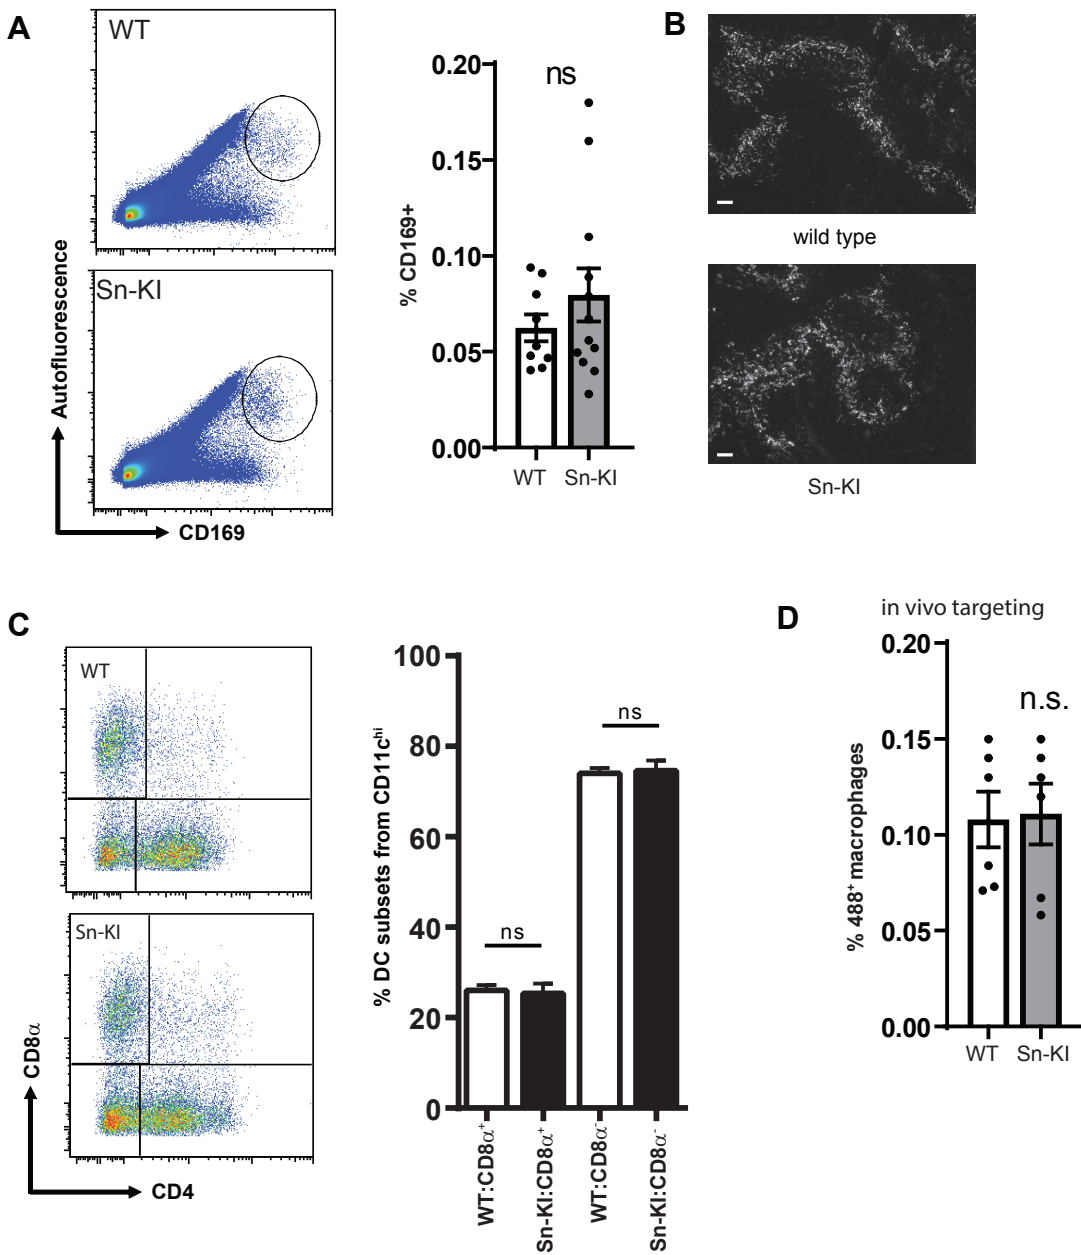 A
WT
Sn-KI
Autofluorescence
CD169
0.20
0.15
0.10
0.05
0.00
% CD169+
ns
WT
Sn-KI
B
wild type
Sn-KI
C
WT
Sn-KI
CD8α
CD4
100
80
60
40
20
0
% DC subsets from CD11chi
ns
ns
WT:CD8α+
Sn-KI:CD8α+
WT:CD8α-
Sn-KI:CD8α-
D
in vivo targeting
0.20
0.15
0.10
0.05
0.00
% 488+ macrophages
n.s.
WT
Sn-KI